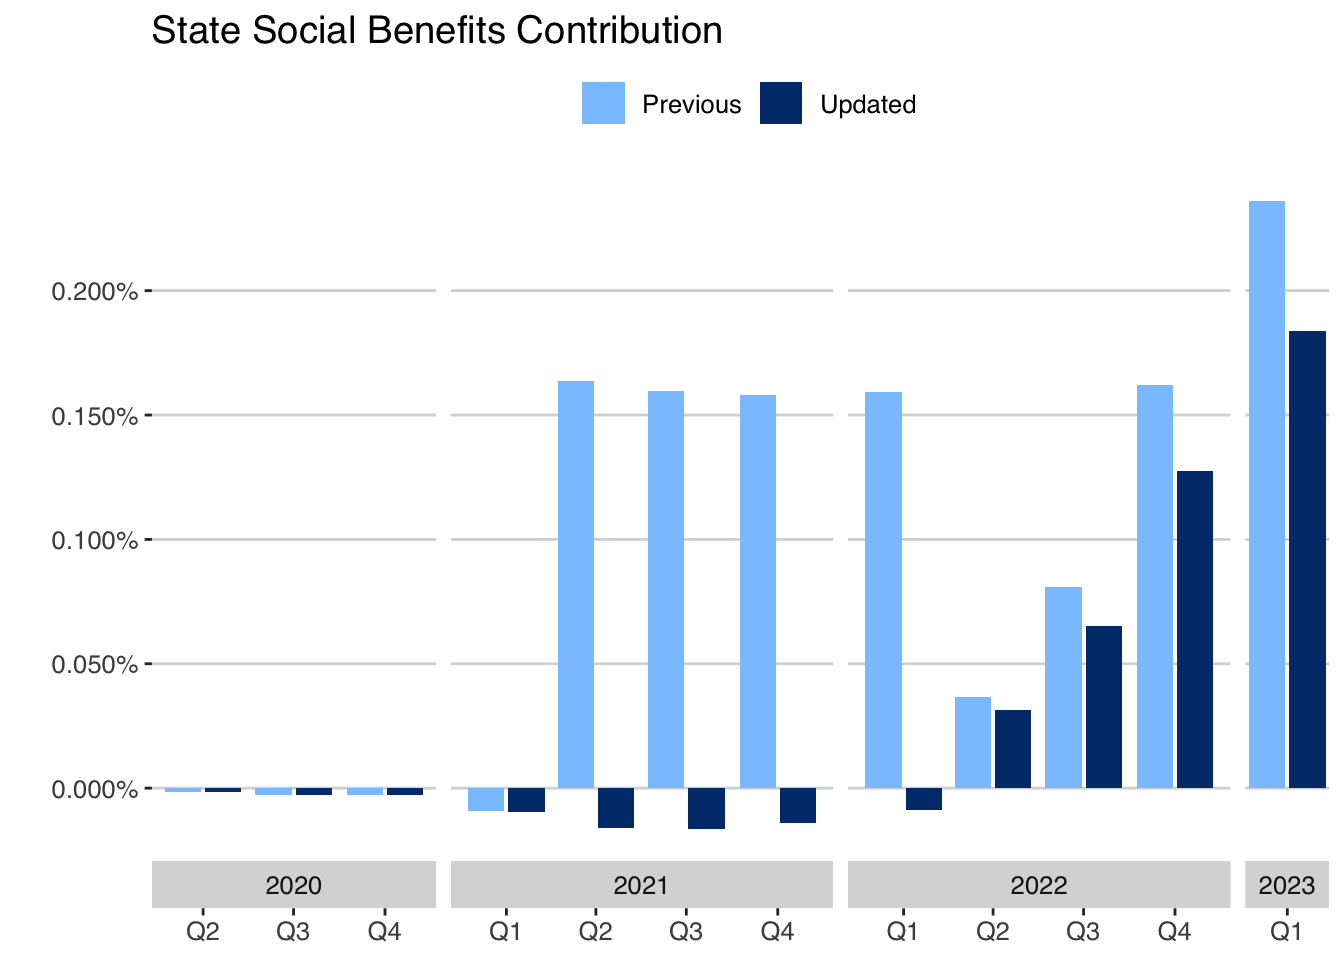 State Social Benefits Contribution
Previous Updated
0.200%
0.150%
0.100%
0.050%
0.000%
2020 2021 2022 2023
Q2 Q3 Q4 Q1 Q2 Q3 Q4 Q1 Q2 Q3 Q4 Q1